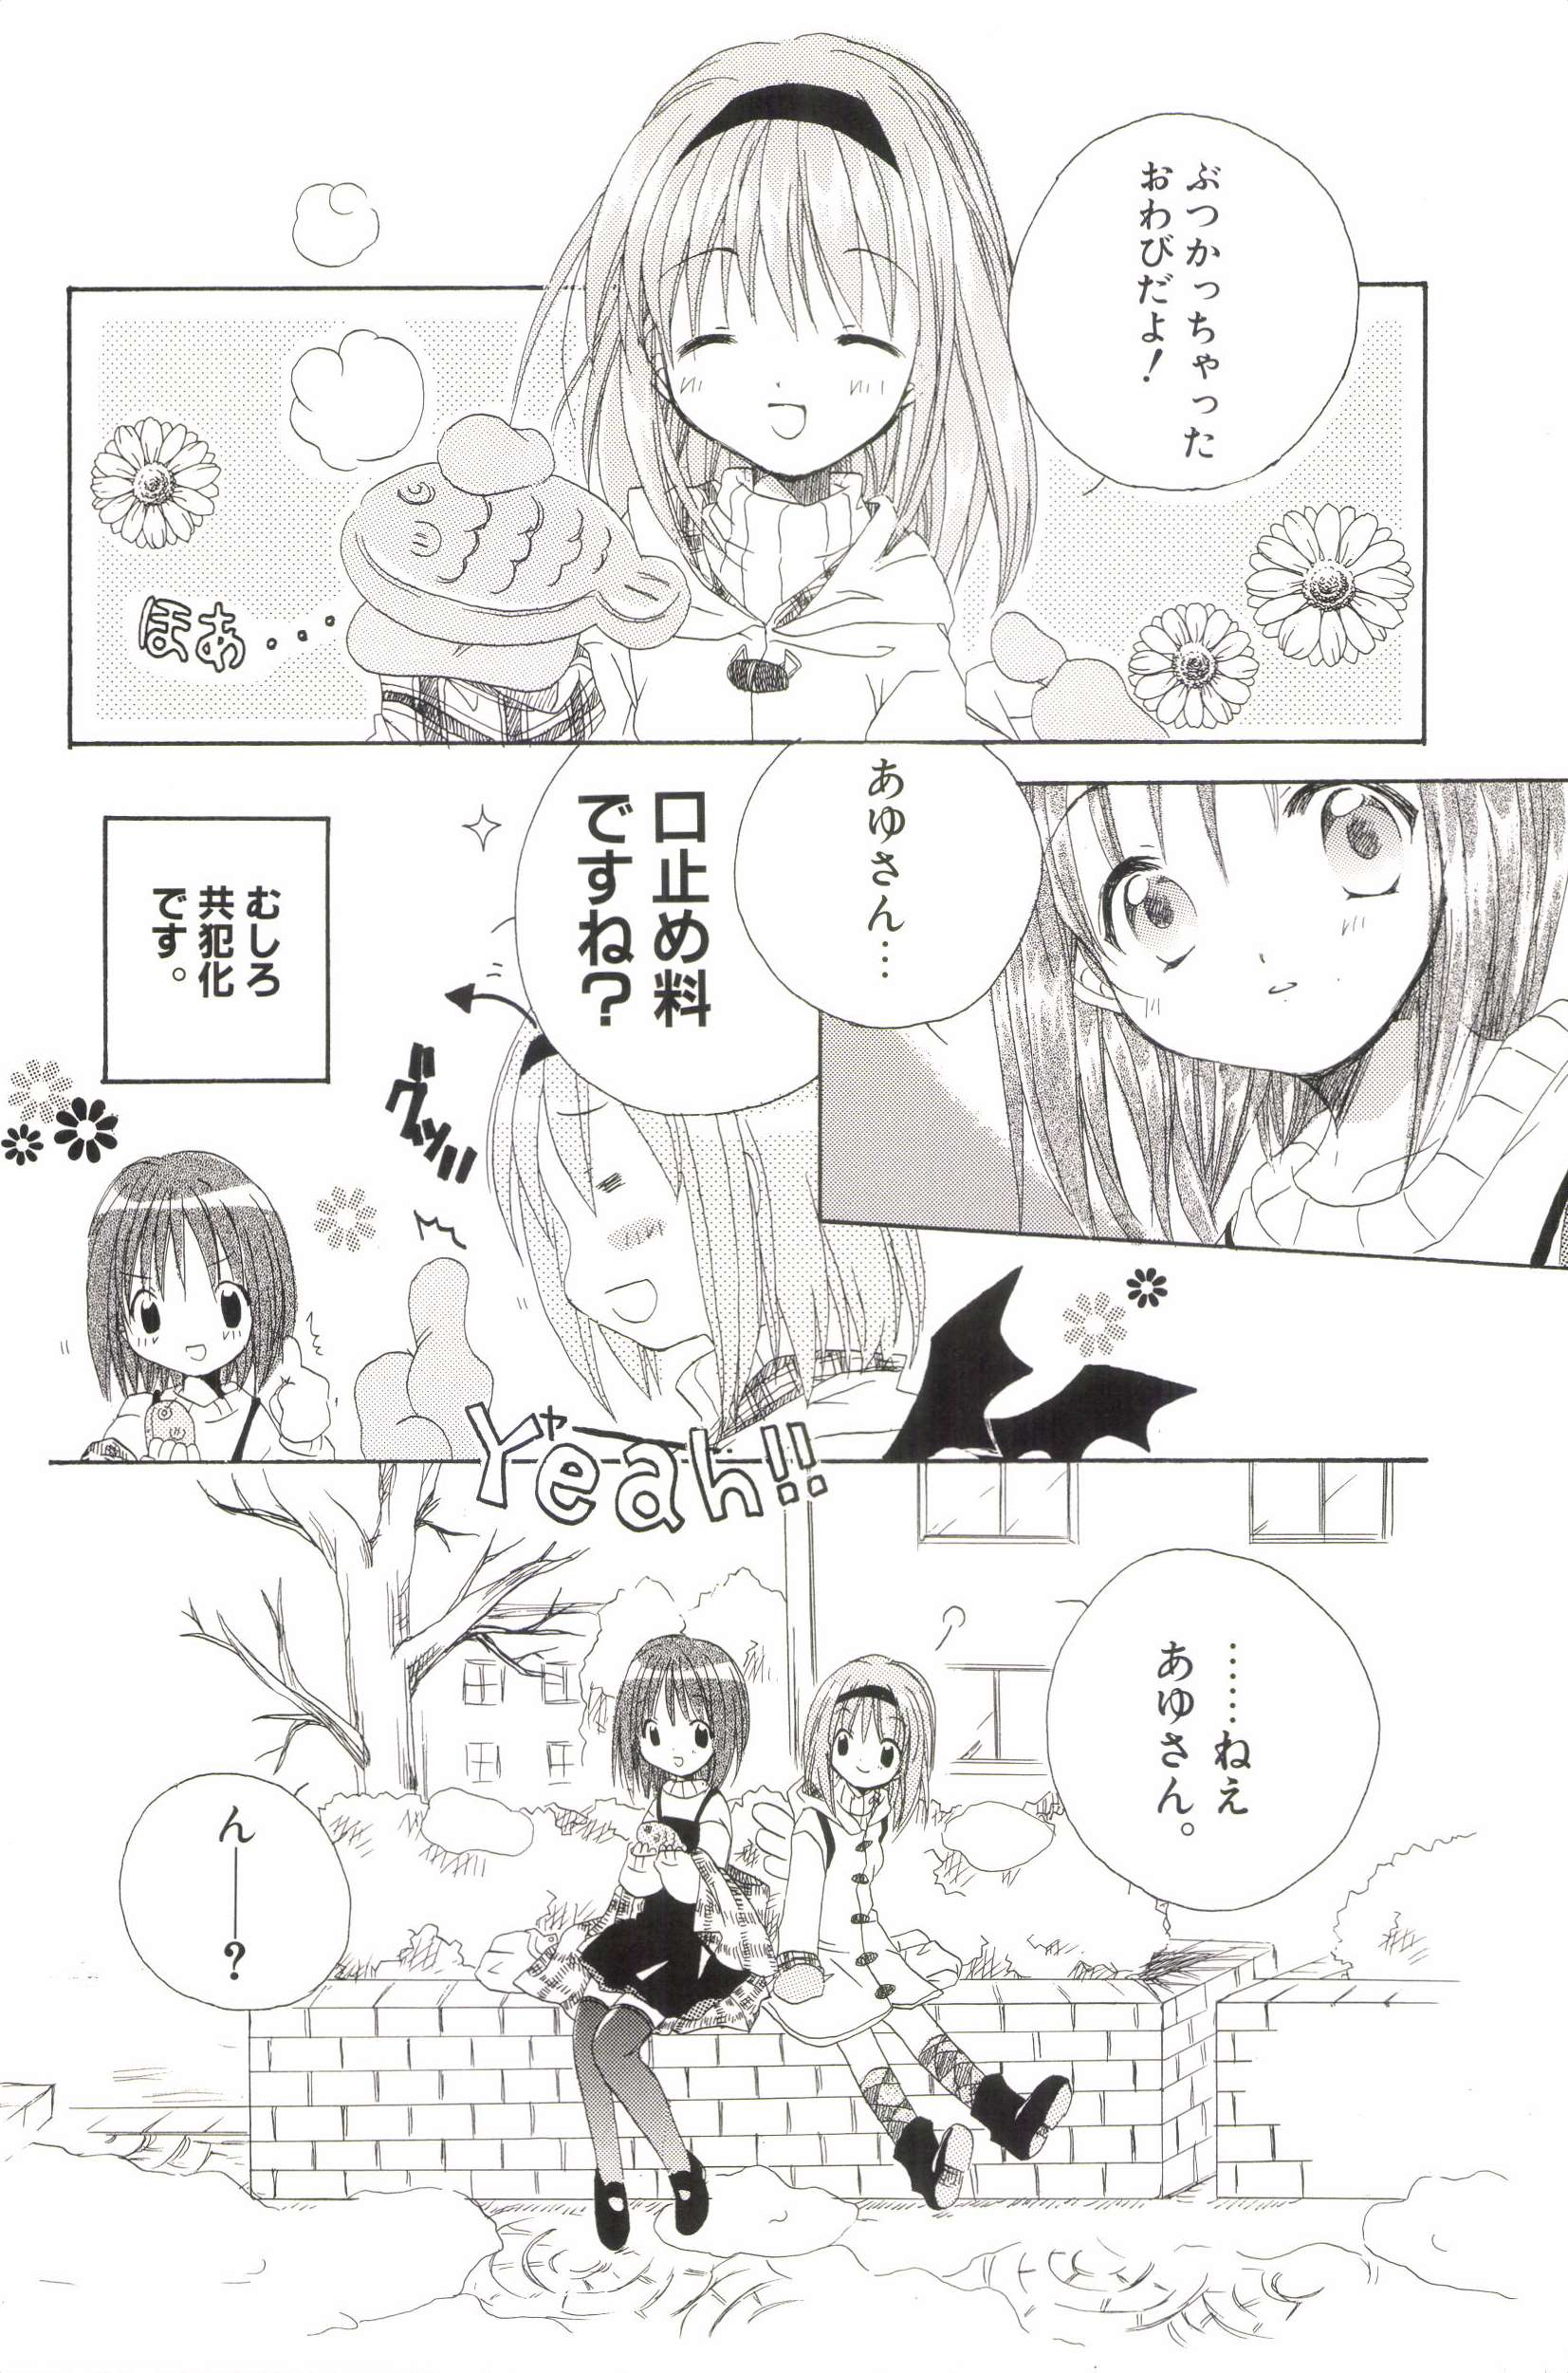 ぶつかっちゃった
おわびだよ!
ほあ・・・
あゆさん…
口止め料
ですね?
グッ!!
むしろ
共犯化
です。
ヤ
Yeah!!
……ねえ
あゆさん。
ん——?